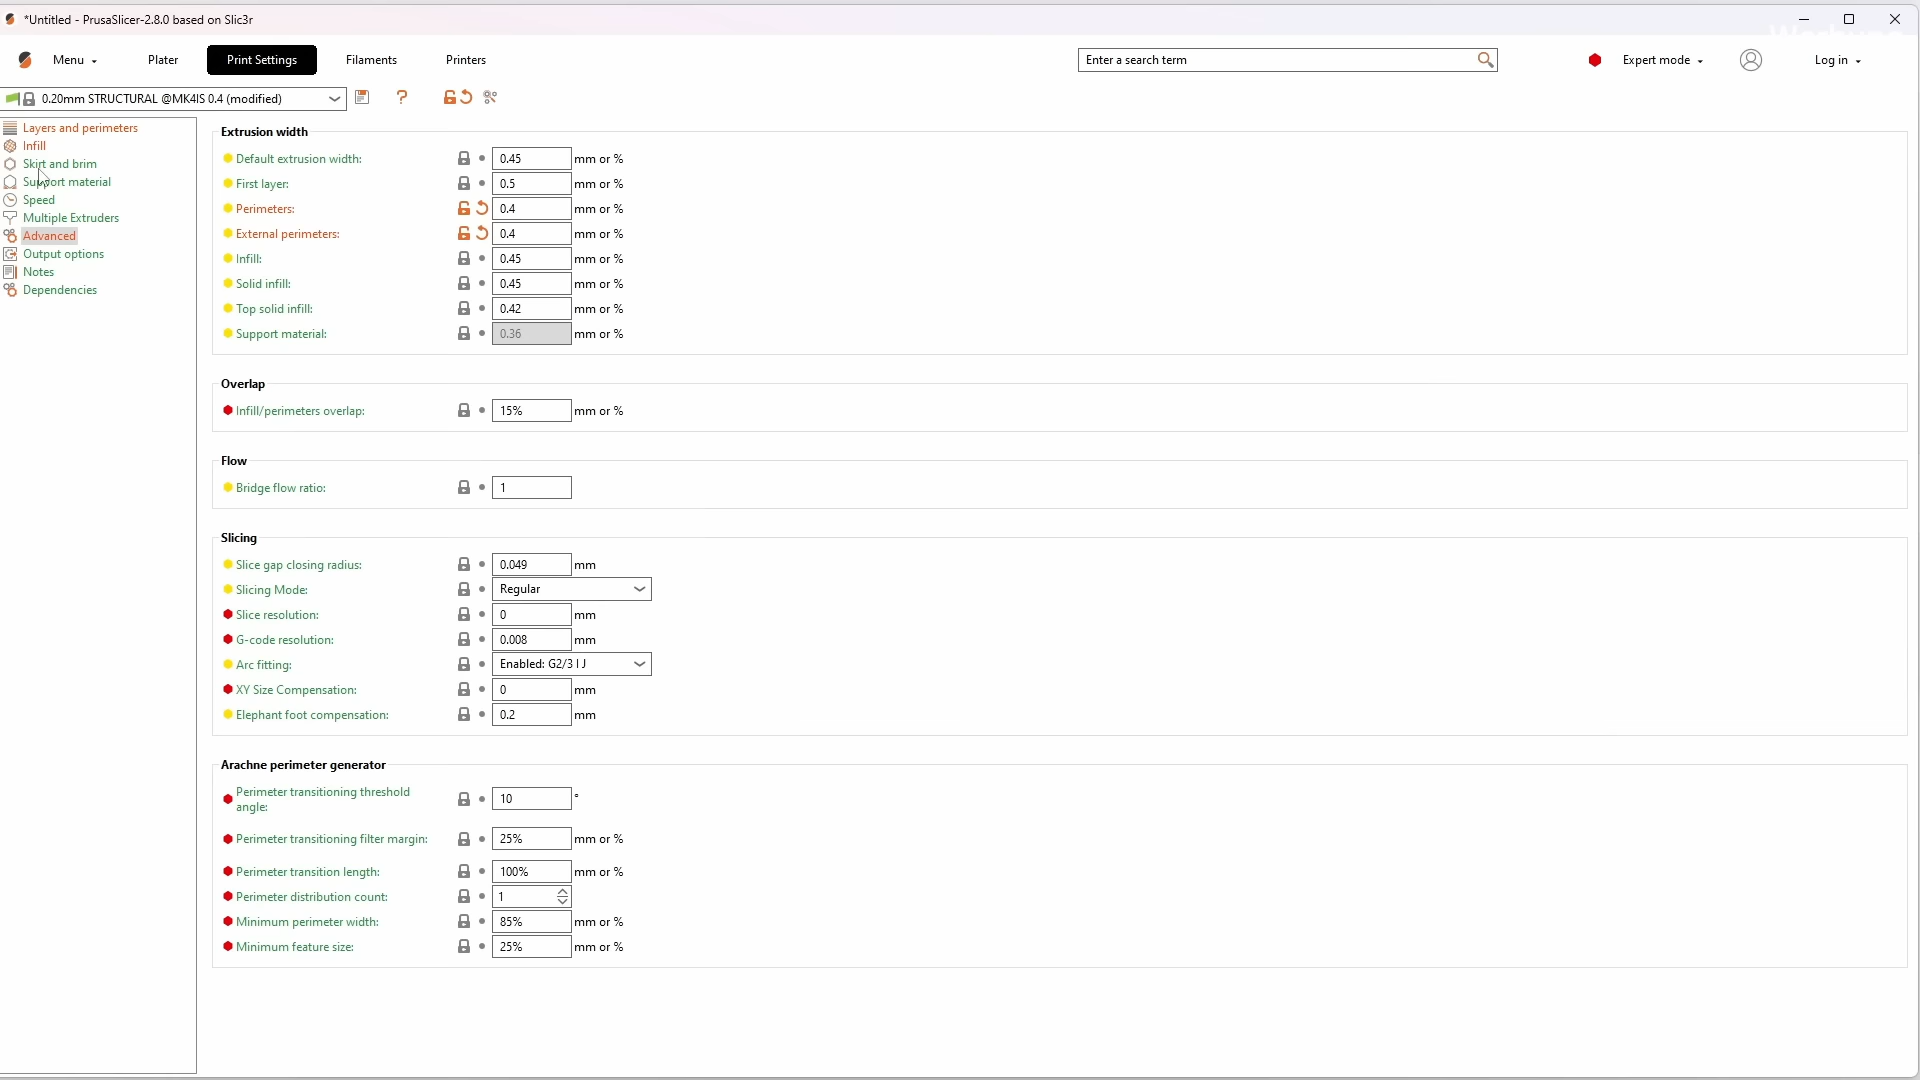 *Untitled - PrusaSlicer-2.8.0 based on Slic3r
Menu
Plater
Print Settings
Filaments
Printers
Enter a search term
Expert mode
Log in
0.20mm STRUCTURAL @MK4IS 0.4 (modified)
?
Layers and perimeters
Infill
Skirt and brim
Support material
Speed
Multiple Extruders
Advanced
Output options
Notes
Dependencies
Extrusion width
Default extrusion width: 0.45 mm or %
First layer: 0.5 mm or %
Perimeters: 0.4 mm or %
External perimeters: 0.4 mm or %
Infill: 0.45 mm or %
Solid infill: 0.45 mm or %
Top solid infill: 0.42 mm or %
Support material: 0.36 mm or %
Overlap
Infill/perimeters overlap: 15% mm or %
Flow
Bridge flow ratio: 1
Slicing
Slice gap closing radius: 0.049 mm
Slicing Mode: Regular
Slice resolution: 0 mm
G-code resolution: 0.008 mm
Arc fitting: Enabled: G2/3 I J
XY Size Compensation: 0 mm
Elephant foot compensation: 0.2 mm
Arachne perimeter generator
Perimeter transitioning threshold
angle: 10 °
Perimeter transitioning filter margin: 25% mm or %
Perimeter transition length: 100% mm or %
Perimeter distribution count: 1
Minimum perimeter width: 85% mm or %
Minimum feature size: 25% mm or %